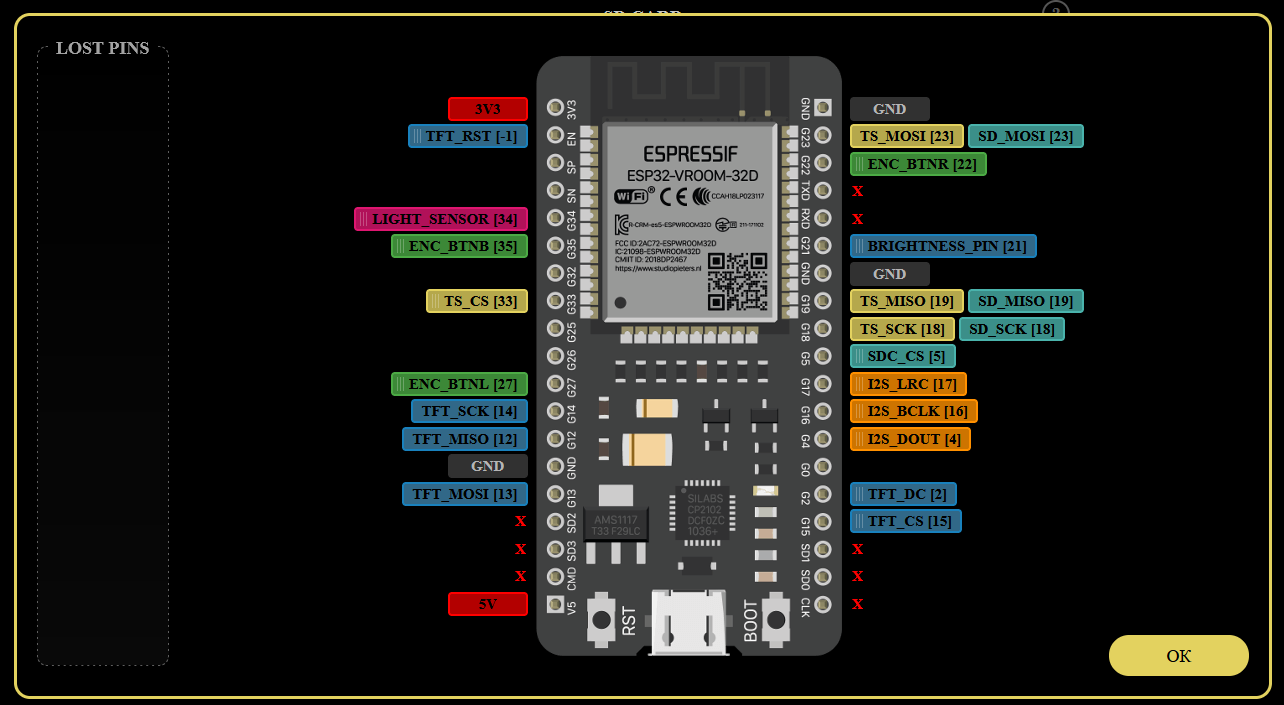 LOST PINS
3V3
TFT_RST [-1]
LIGHT_SENSOR [34]
ENC_BTNB [35]
TS_CS [33]
ENC_BTNL [27]
TFT_SCK [14]
TFT_MISO [12]
GND
TFT_MOSI [13]
x
x
x
5V
3V3
EN
SP
SN
G34
G35
G32
G33
G25
G26
G27
G14
G12
GND
G13
SD2
SD3
CMD
V5
ESPRESSIF
ESP32-VROOM-32D
WiFi ® CE CCAH18LP023117
R-CRM-es5-ESPWROOM32D 211-171102
FCC ID:2AC72-ESPWROOM32D
IC:21098-ESPWROOM32D
CMIIT ID: 2018DP2467
https://www.studiopieters.nl
SILABS
CP2102
DCF02C
1036+
AMS1117
T33 F29LC
RST
BOOT
GND
G23
G22
TXD
RXD
G21
GND
G19
G18
G5
G17
G16
G4
G0
G2
G15
SD1
SD0
CLK
GND
TS_MOSI [23] SD_MOSI [23]
ENC_BTNR [22]
x
x
BRIGHTNESS_PIN [21]
GND
TS_MISO [19] SD_MISO [19]
TS_SCK [18] SD_SCK [18]
SDC_CS [5]
I2S_LRC [17]
I2S_BCLK [16]
I2S_DOUT [4]
TFT_DC [2]
TFT_CS [15]
x
x
x
OK